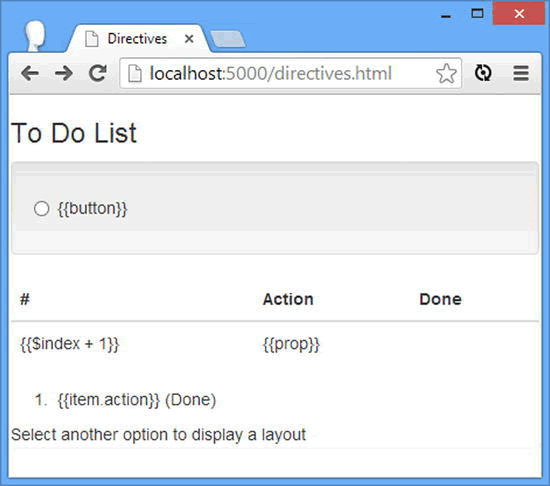 Directives
localhost:5000/directives.html
To Do List
{{button}}
# Action Done
{{$index + 1}} {{prop}}
1. {{item.action}} (Done)
Select another option to display a layout